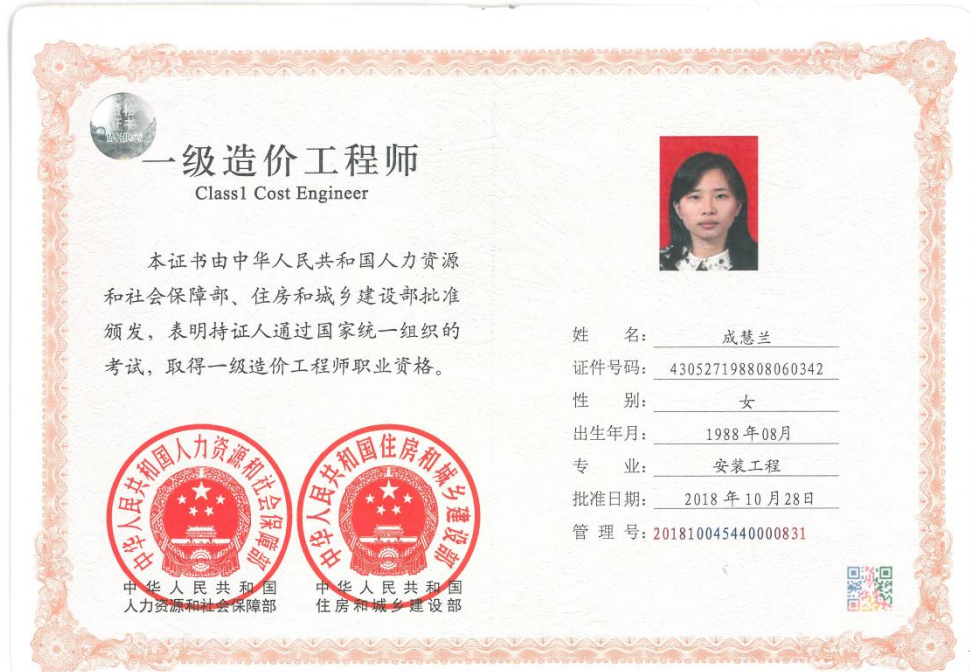 一级造价工程师
Class1 Cost Engineer
本证书由中华人民共和国人力资源
和社会保障部、住房和城乡建设部批准
颁发，表明持证人通过国家统一组织的
考试，取得一级造价工程师职业资格。
中华人民共和国人力资源和社会保障部
中华人民共和国住房和城乡建设部
中华人民共和国
人力资源和社会保障部
中华人民共和国
住房和城乡建设部
姓 名: 成慧兰
证件号码: 430527198808060342
性 别: 女
出生年月: 1988年08月
专 业: 安装工程
批准日期: 2018年10月28日
管 理 号: 201810045440000831